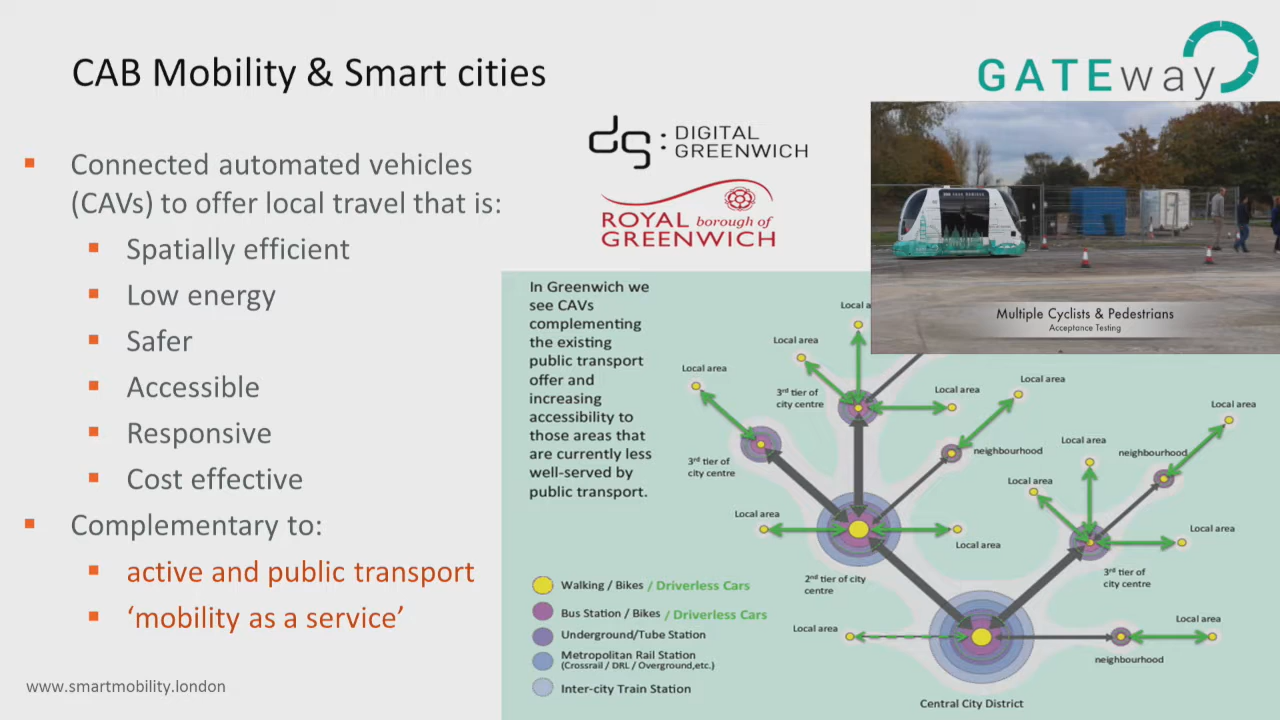 CAB Mobility & Smart cities
GATEway
Connected automated vehicles
(CAVs) to offer local travel that is:
Spatially efficient
Low energy
Safer
Accessible
Responsive
Cost effective
Complementary to:
active and public transport
‘mobility as a service’
www.smartmobility.london
dg: DIGITAL
GREENWICH
ROYAL borough of
GREENWICH
Multiple Cyclists & Pedestrians
Acceptance Testing
In Greenwich we
see CAVs
complementing
the existing
public transport
offer and
increasing
accessibility to
those areas that
are currently less
well-served by
public transport.
Local a
Local area
Local area
3rd tier of
city centre
Local area
Local area
Local area
neighbourhood
Local area
neighbourhood
3rd tier of
city centre
Local area
Local area
Local area
Local area
3rd tier of
city centre
2nd tier of city
centre
Local area
Local area
neighbourhood
Central City District
Walking / Bikes / Driverless Cars
Bus Station / Bikes / Driverless Cars
Underground/Tube Station
Metropolitan Rail Station
(Crossrail / DRL / Overground,etc.)
Inter-city Train Station